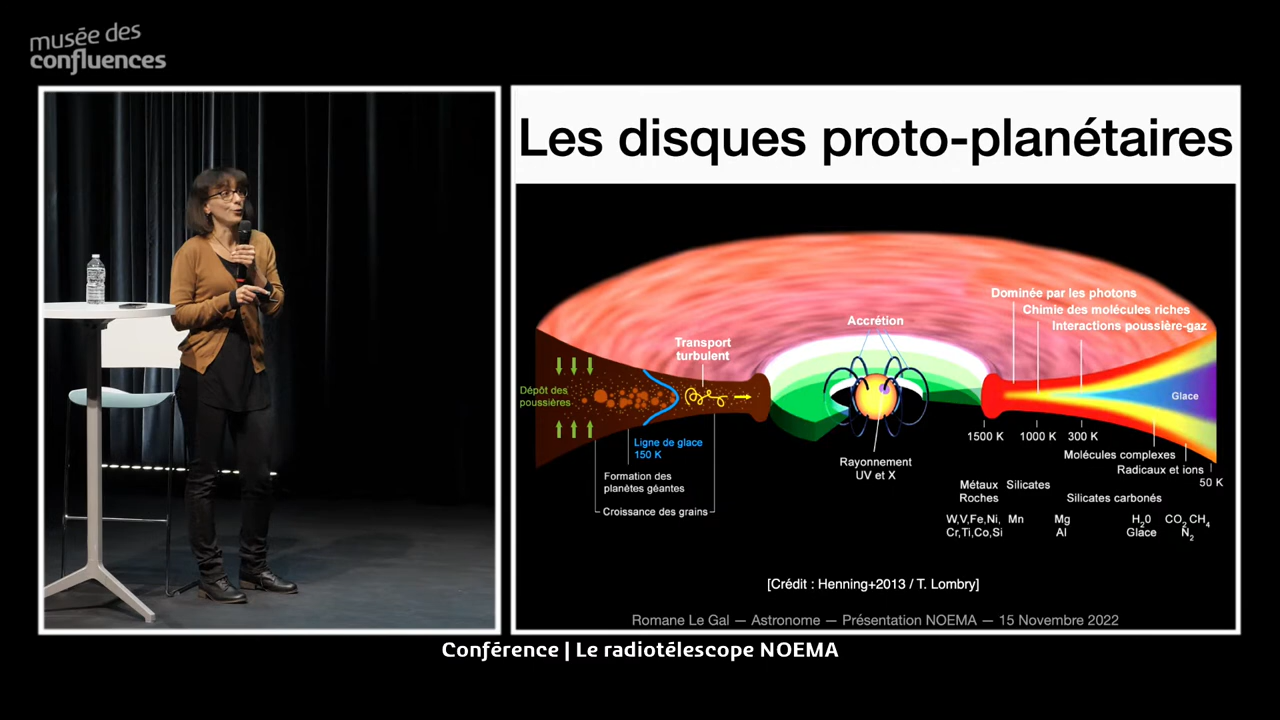 musée des
confluences
Les disques proto-planétaires
Dominée par les photons
Chimie des molécules riches
Interactions poussière-gaz
Accrétion
Transport
turbulent
Dépôt des
poussières
Glace
Ligne de glace
150 K
1500 K 1000 K 300 K
Molécules complexes
Radicaux et ions
50 K
Rayonnement
UV et X
Formation des
planètes géantes
Croissance des grains
Métaux Silicates
Roches
Silicates carbonés
W,V,Fe,Ni, Mn Mg H₂0 CO₂ CH₄
Cr,Ti,Co,Si Al Glace N₂
[Crédit : Henning+2013 / T. Lombry]
Romane Le Gal — Astronome — Présentation NOEMA — 15 Novembre 2022
Conférence | Le radiotélescope NOEMA